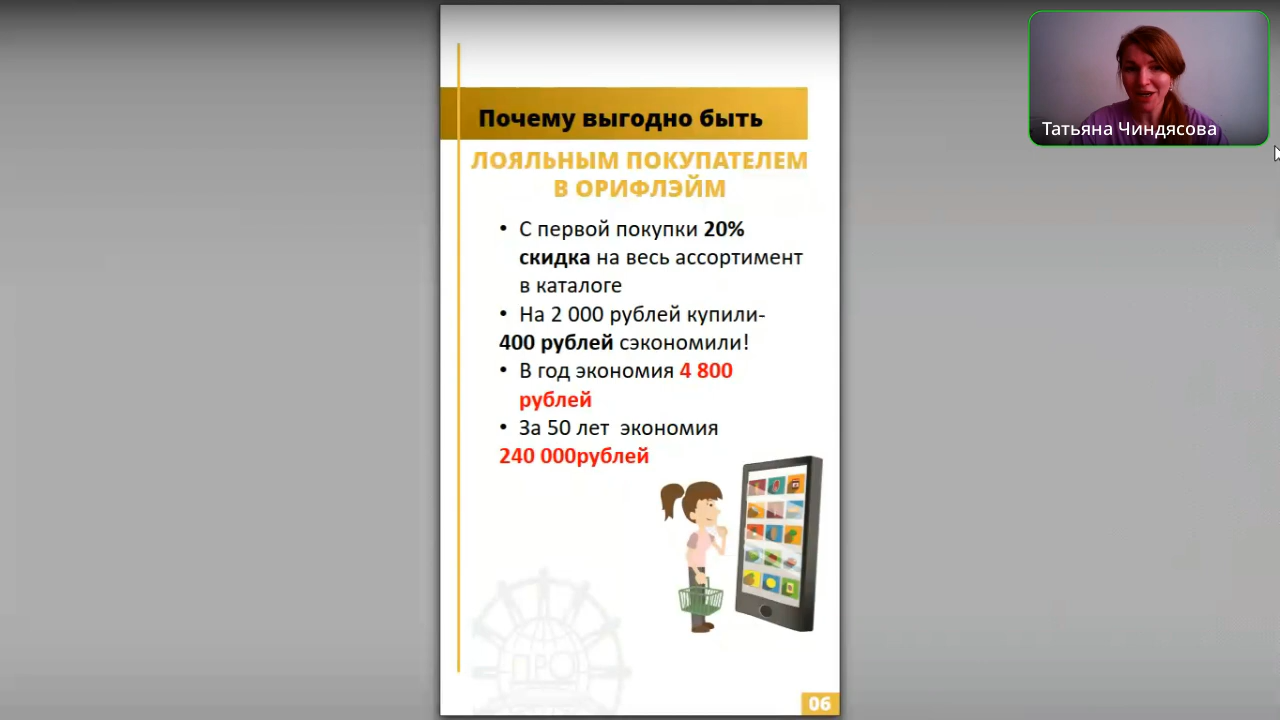 Почему выгодно быть
ЛОЯЛЬНЫМ ПОКУПАТЕЛЕМ
В ОРИФЛЭЙМ
• С первой покупки 20%
скидка на весь ассортимент
в каталоге
• На 2 000 рублей купили-
400 рублей сэкономили!
• В год экономия 4 800
рублей
• За 50 лет экономия
240 000рублей
ПРО
06
Татьяна Чиндясова